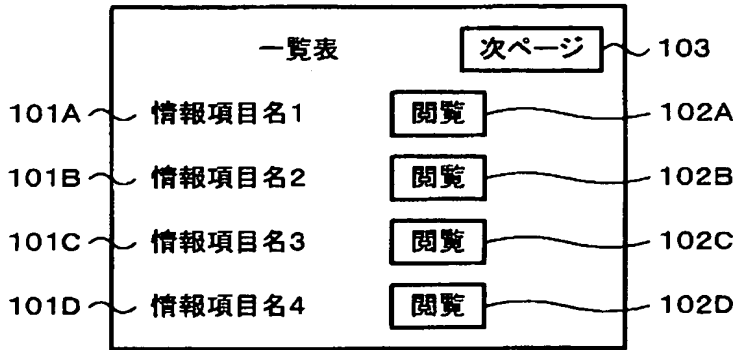 一覧表 次ページ 103
101A 情報項目名1 閲覧 102A
101B 情報項目名2 閲覧 102B
101C 情報項目名3 閲覧 102C
101D 情報項目名4 閲覧 102D